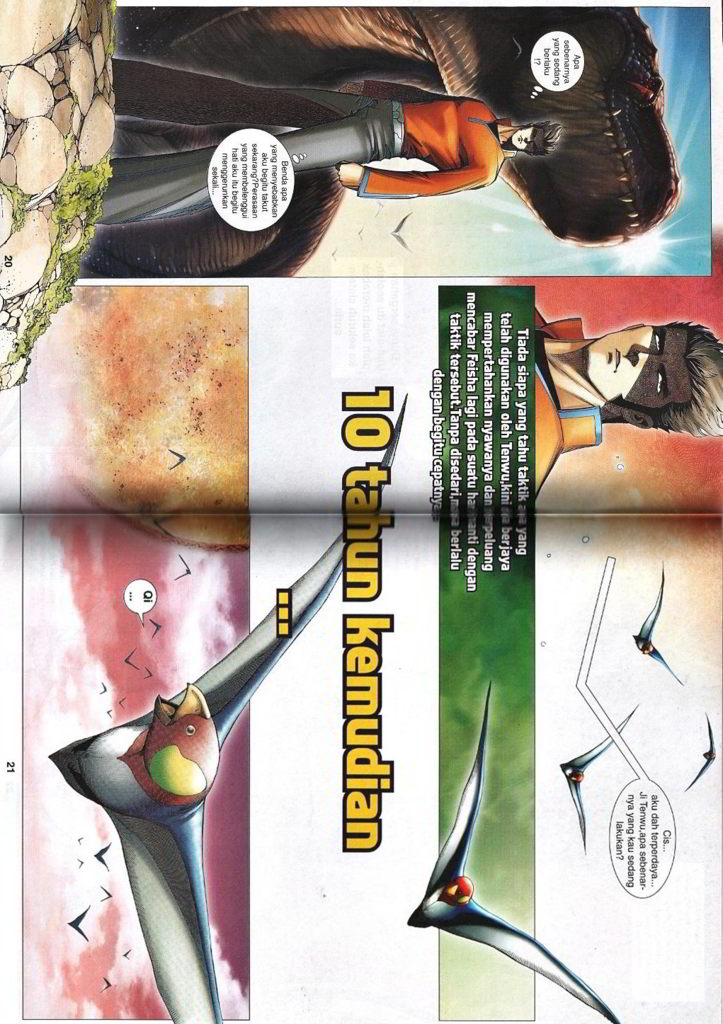 Apa
sebenarnya
yang sedang
berlaku
!?
Benda apa
yang menyebabkan
aku begitu takut
sekarang?Perasaan
yang membelenggui
hati aku itu begitu
menggerunkan
sekali...
Tiada siapa yang tahu taktik apa yang
telah digunakan oleh Tenwu,kini dia berjaya
mempertahankan nyawanya dan berpeluang
mencabar Feisha lagi pada suatu hari nanti dengan
taktik tersebut.Tanpa disedari,masa berlalu
dengan begitu cepatnya
Cis...
aku dah terperdaya...
Ji Tenwu,apa sebenar-
nya yang kau sedang
lakukan?
10 tahun kemudian
...
Qi
...
20
21